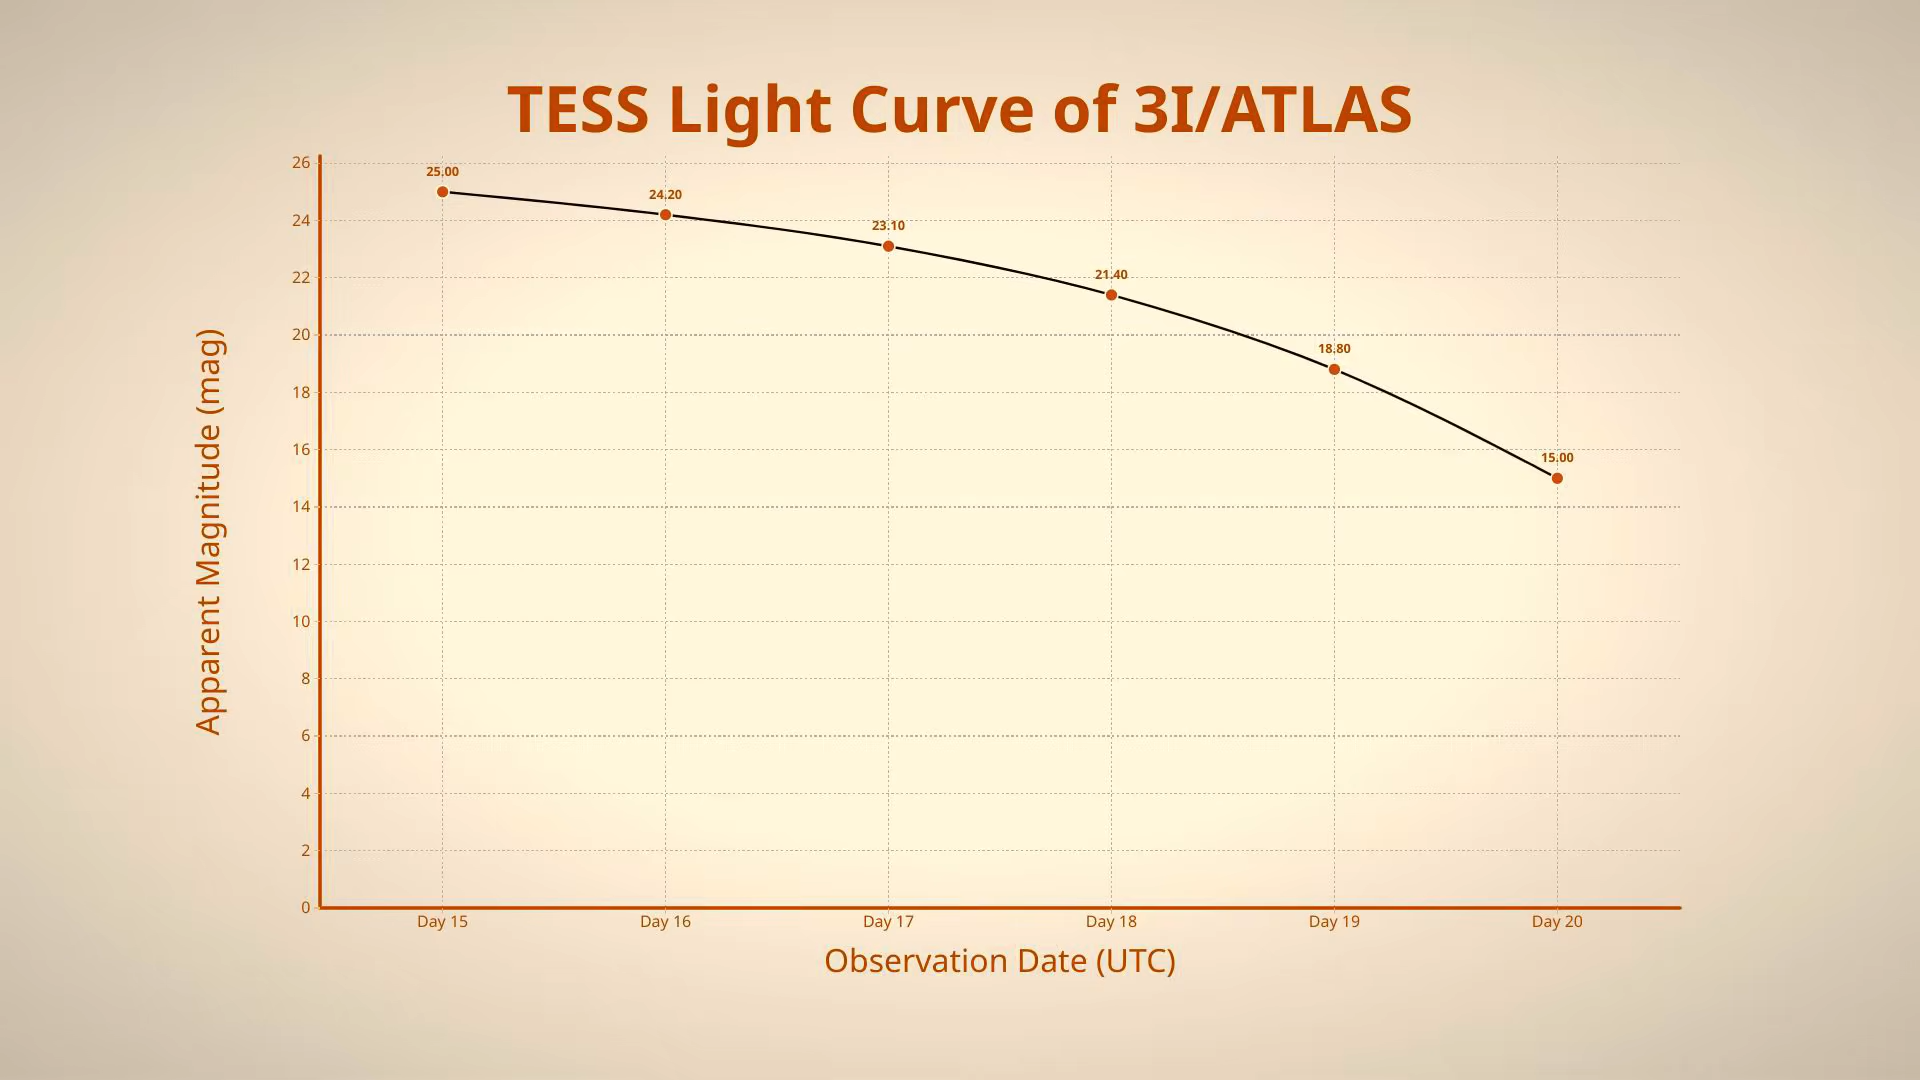 TESS Light Curve of 3I/ATLAS
26
24
22
20
18
16
14
12
10
8
6
4
2
0
25.00
24.20
23.10
21.40
18.80
15.00
Apparent Magnitude (mag)
Day 15
Day 16
Day 17
Day 18
Day 19
Day 20
Observation Date (UTC)